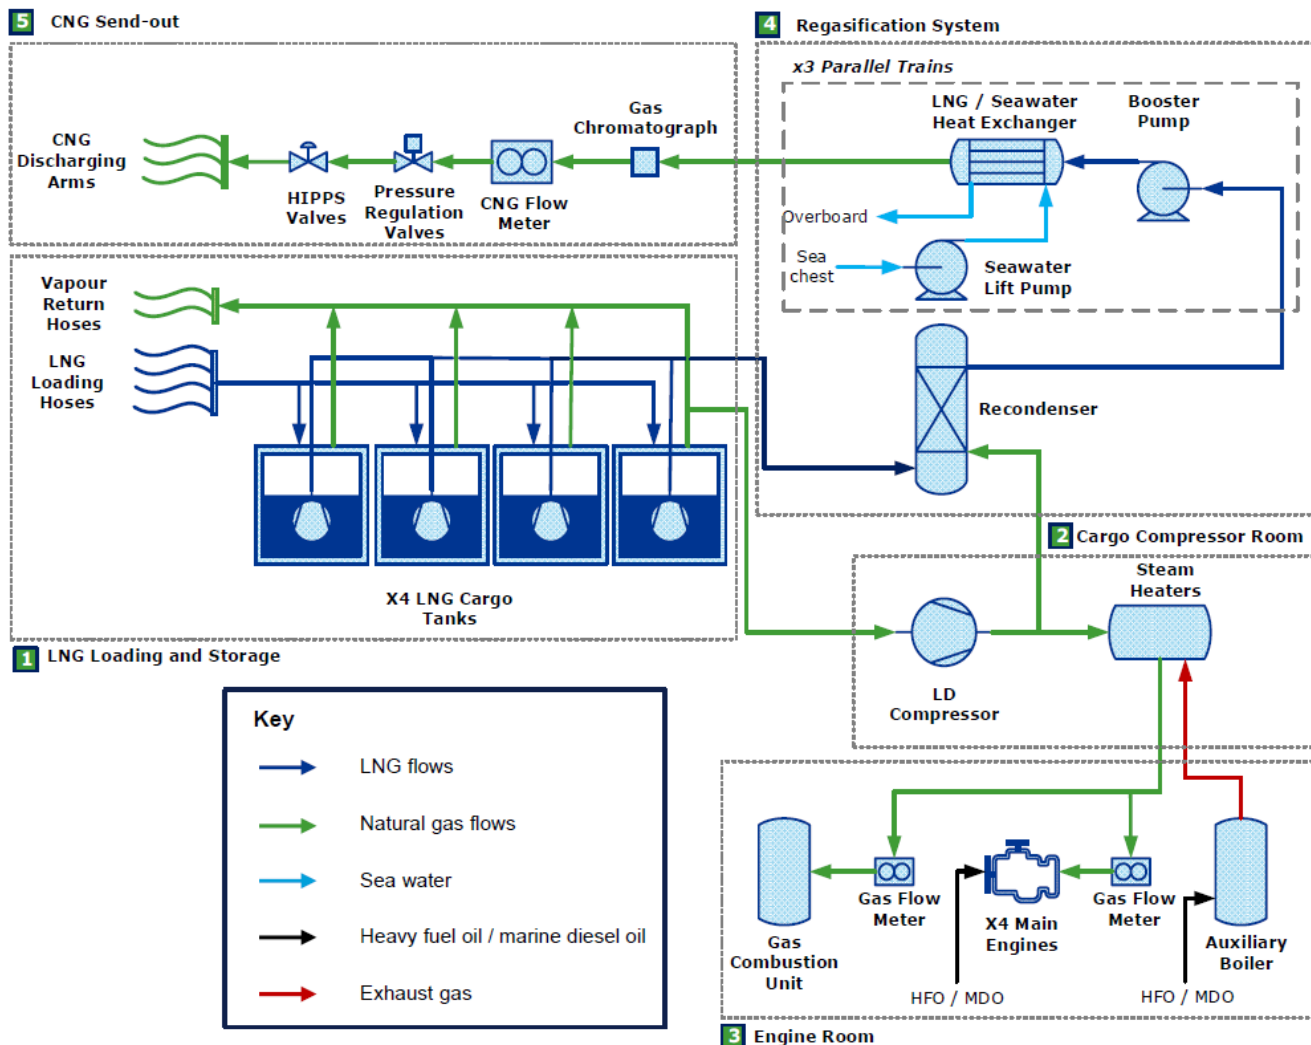 5 CNG Send-out
4 Regasification System
x3 Parallel Trains
CNG
Discharging
Arms
HIPPS
Valves
Pressure
Regulation
Valves
CNG Flow
Meter
Gas
Chromatograph
LNG / Seawater
Heat Exchanger
Booster
Pump
Overboard
Sea
chest
Seawater
Lift Pump
Recondenser
Vapour
Return
Hoses
LNG
Loading
Hoses
X4 LNG Cargo
Tanks
1 LNG Loading and Storage
2 Cargo Compressor Room
Steam
Heaters
LD
Compressor
Key
LNG flows
Natural gas flows
Sea water
Heavy fuel oil / marine diesel oil
Exhaust gas
Gas
Combustion
Unit
Gas Flow
Meter
X4 Main
Engines
Gas Flow
Meter
Auxiliary
Boiler
HFO / MDO
HFO / MDO
3 Engine Room